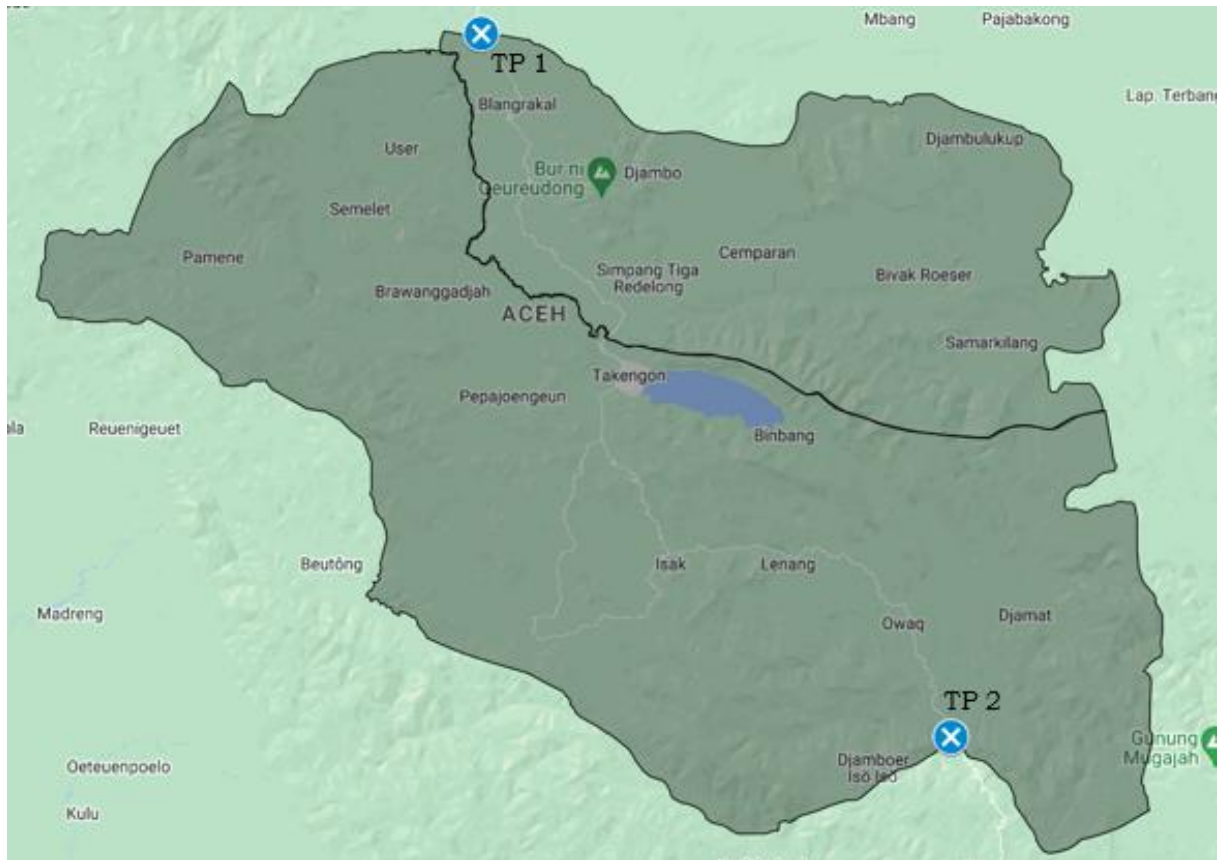 Mbang
Pajabakong
TP 1
Lap. Terbang
Blangrakal
Djambulukup
User
Bur ni
Geureudong
Djambo
Semelet
Pamene
Cemparan
Simpang Tiga
Redelong
Bivak Roeser
Brawanggadjah
ACEH
Samarkilang
Takengon
Pepajoengeun
Reuenigeuet
Binbang
Beutông
Isak
Lenang
Madreng
Owaq
Djamat
TP 2
Gunung
Mugajah
Oeteuenpoelo
Djamboer
Isö Isö
Kulu